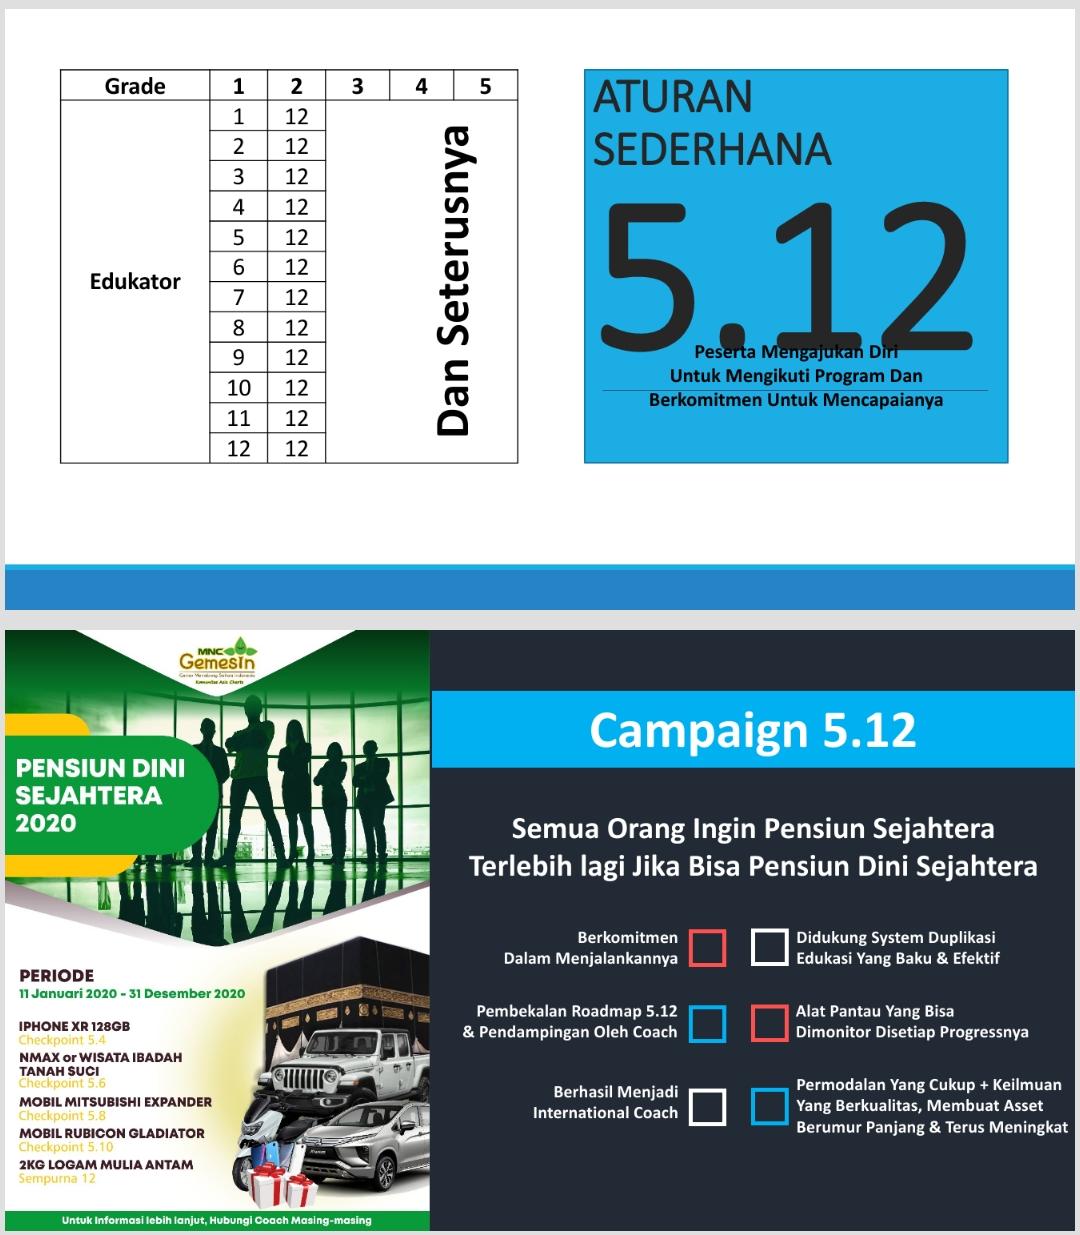 Grade 1 2 3 4 5
Edukator
1 12
2 12
3 12
4 12
5 12
6 12
7 12
8 12
9 12
10 12
11 12
12 12
Dan Seterusnya
ATURAN
SEDERHANA
5.12
Peserta Mengajukan Diri
Untuk Mengikuti Program Dan
Berkomitmen Untuk Mencapaianya
MNC
Gemesin
Komunitas Asix Charts
PENSIUN DINI
SEJAHTERA
2020
PERIODE
11 Januari 2020 - 31 Desember 2020
IPHONE XR 128GB
Checkpoint 5.4
NMAX or WISATA IBADAH
TANAH SUCI
Checkpoint 5.6
MOBIL MITSUBISHI EXPANDER
Checkpoint 5.8
MOBIL RUBICON GLADIATOR
Checkpoint 5.10
2KG LOGAM MULIA ANTAM
Sempurna 12
Untuk Informasi lebih lanjut, Hubungi Coach Masing-masing
Campaign 5.12
Semua Orang Ingin Pensiun Sejahtera
Terlebih lagi Jika Bisa Pensiun Dini Sejahtera
Berkomitmen
Dalam Menjalankannya
Didukung System Duplikasi
Edukasi Yang Baku & Efektif
Pembekalan Roadmap 5.12
& Pendampingan Oleh Coach
Alat Pantau Yang Bisa
Dimonitor Disetiap Progressnya
Berhasil Menjadi
International Coach
Permodalan Yang Cukup + Keilmuan
Yang Berkualitas, Membuat Asset
Berumur Panjang & Terus Meningkat